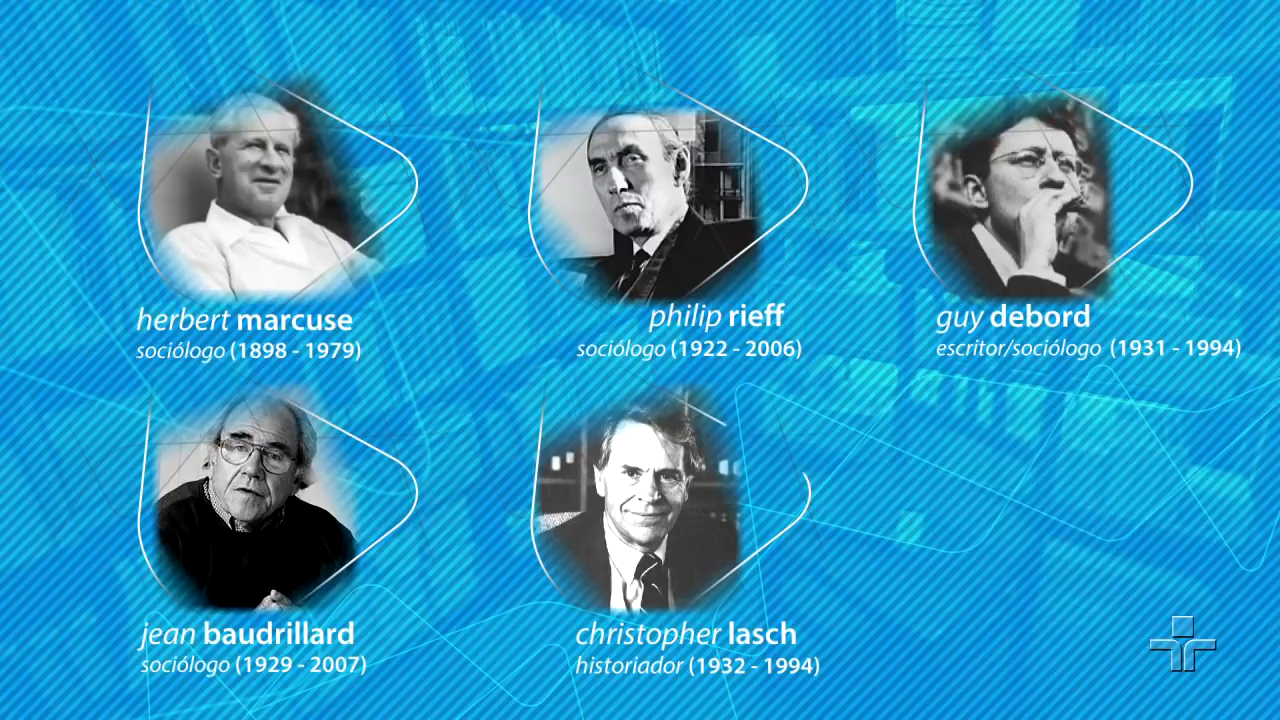 herbert marcuse
sociólogo (1898 - 1979)
philip rieff
sociólogo (1922 - 2006)
guy debord
escritor/sociólogo (1931 - 1994)
jean baudrillard
sociólogo (1929 - 2007)
christopher lasch
historiador (1932 - 1994)